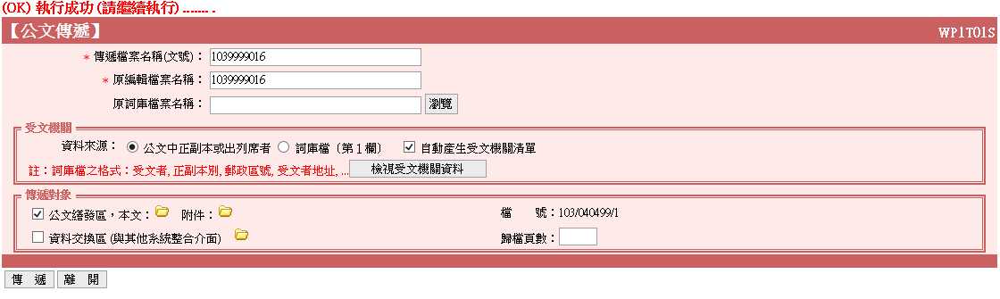 (OK) 執行成功 (請繼續執行) ....... .
【公文傳遞】 WP1T01S
* 傳遞檔案名稱(文號)： 1039999016
* 原編輯檔案名稱： 1039999016
原詞庫檔案名稱： 瀏覽
受文機關
資料來源： 公文中正副本或出列席者 詞庫檔〔第１欄〕 自動產生受文機關清單
註：詞庫檔之格式：受文者, 正副本別, 郵政區號, 受文者地址, ... 檢視受文機關資料
傳遞對象
公文繕發區，本文： 附件： 檔　　號：103/040499/1
資料交換區 (與其他系統整合介面) 歸檔頁數：
傳　遞 離　開